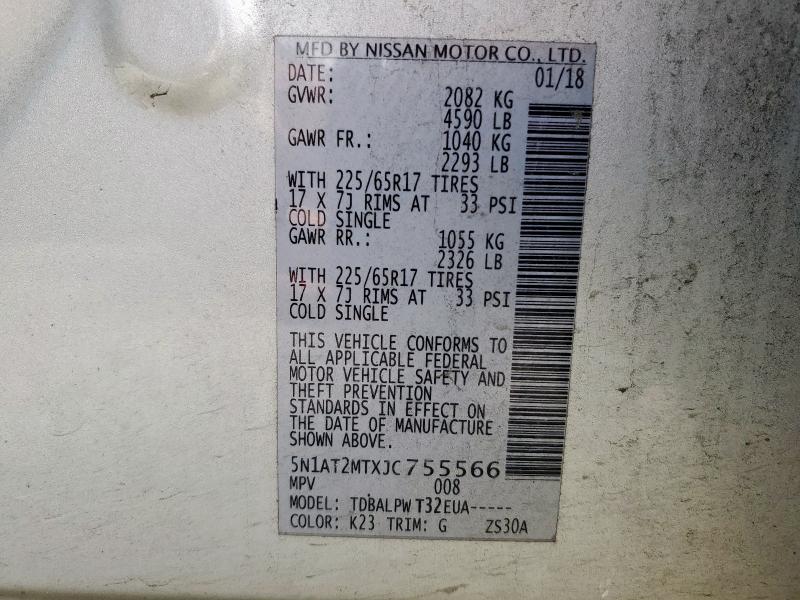 MFD BY NISSAN MOTOR CO., LTD.
DATE: 01/18
GVWR: 2082 KG
4590 LB
GAWR FR.: 1040 KG
2293 LB
WITH 225/65R17 TIRES
17 X 7J RIMS AT 33 PSI
COLD SINGLE
GAWR RR.: 1055 KG
2326 LB
WITH 225/65R17 TIRES
17 X 7J RIMS AT 33 PSI
COLD SINGLE
THIS VEHICLE CONFORMS TO
ALL APPLICABLE FEDERAL
MOTOR VEHICLE SAFETY AND
THEFT PREVENTION
STANDARDS IN EFFECT ON
THE DATE OF MANUFACTURE
SHOWN ABOVE.
5N1AT2MTXJC755566
MPV 008
MODEL: TDBALPW T32EUA-----
COLOR: K23 TRIM: G ZS30A